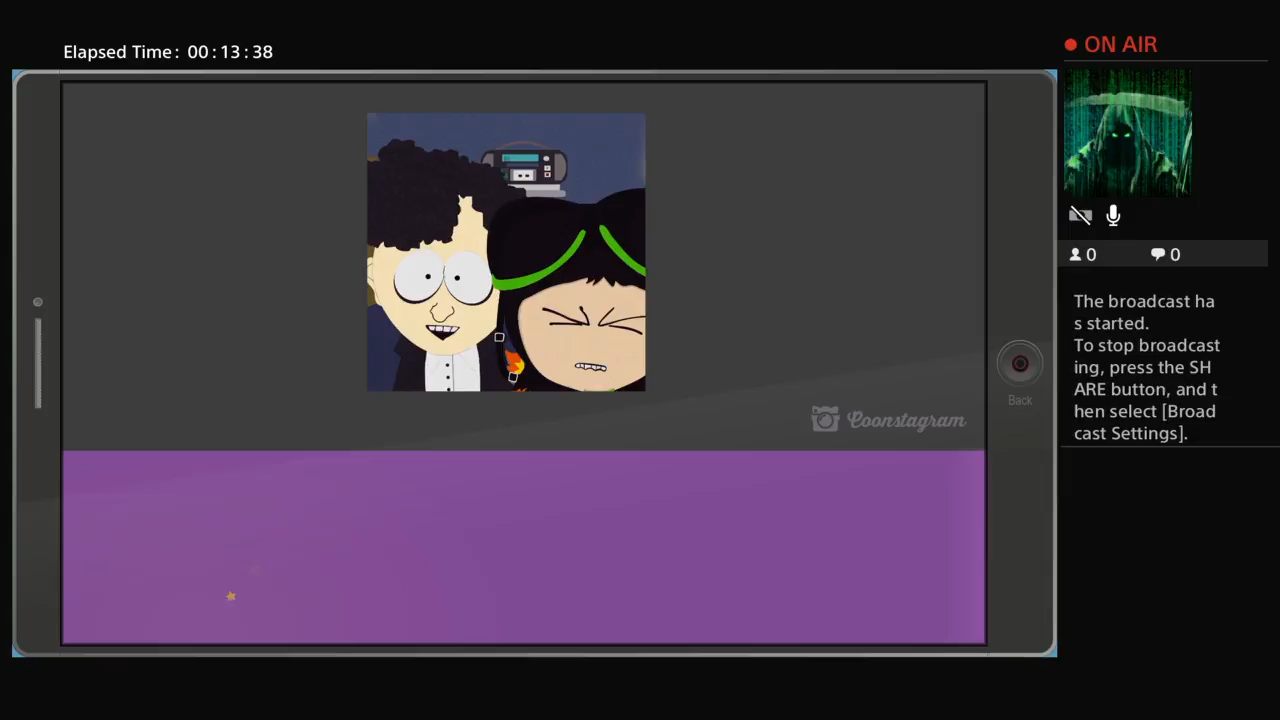 Elapsed Time: 00:13:38
ON AIR
0 0
The broadcast ha
s started.
To stop broadcast
ing, press the SH
ARE button, and t
hen select [Broad
cast Settings].
Back
Coonstagram